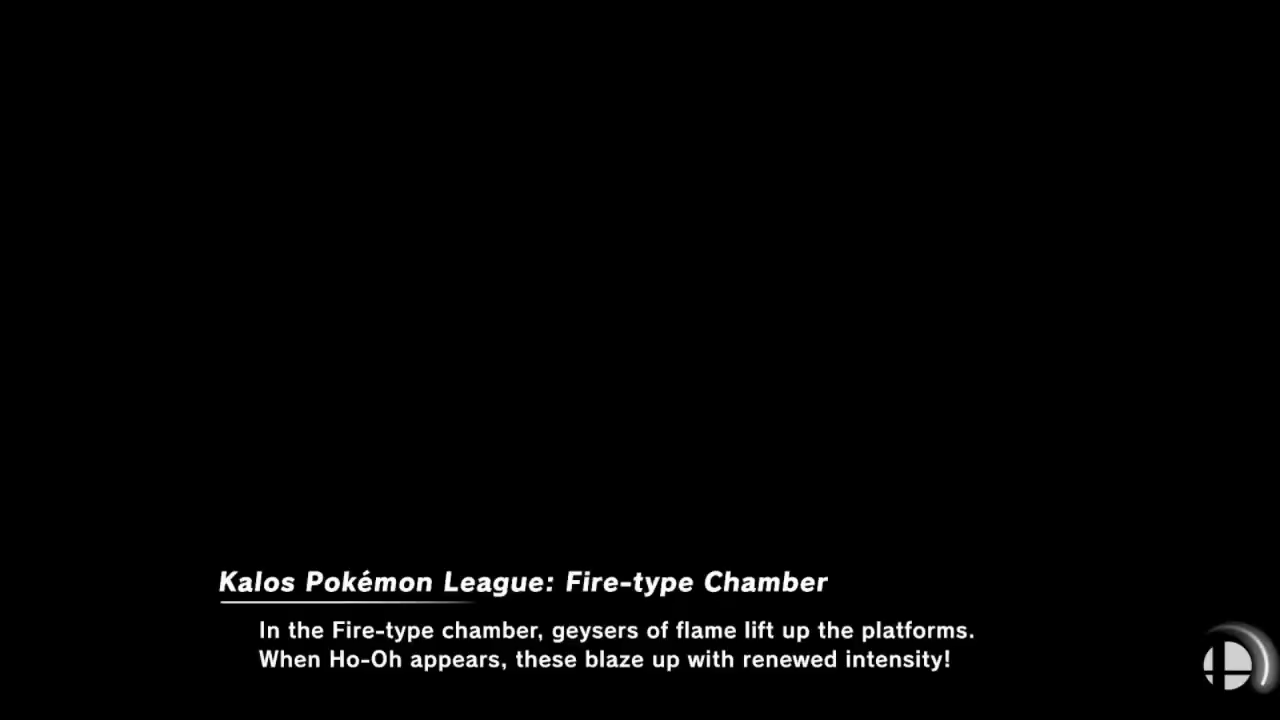 Kalos Pokémon League: Fire-type Chamber
In the Fire-type chamber, geysers of flame lift up the platforms.
When Ho-Oh appears, these blaze up with renewed intensity!